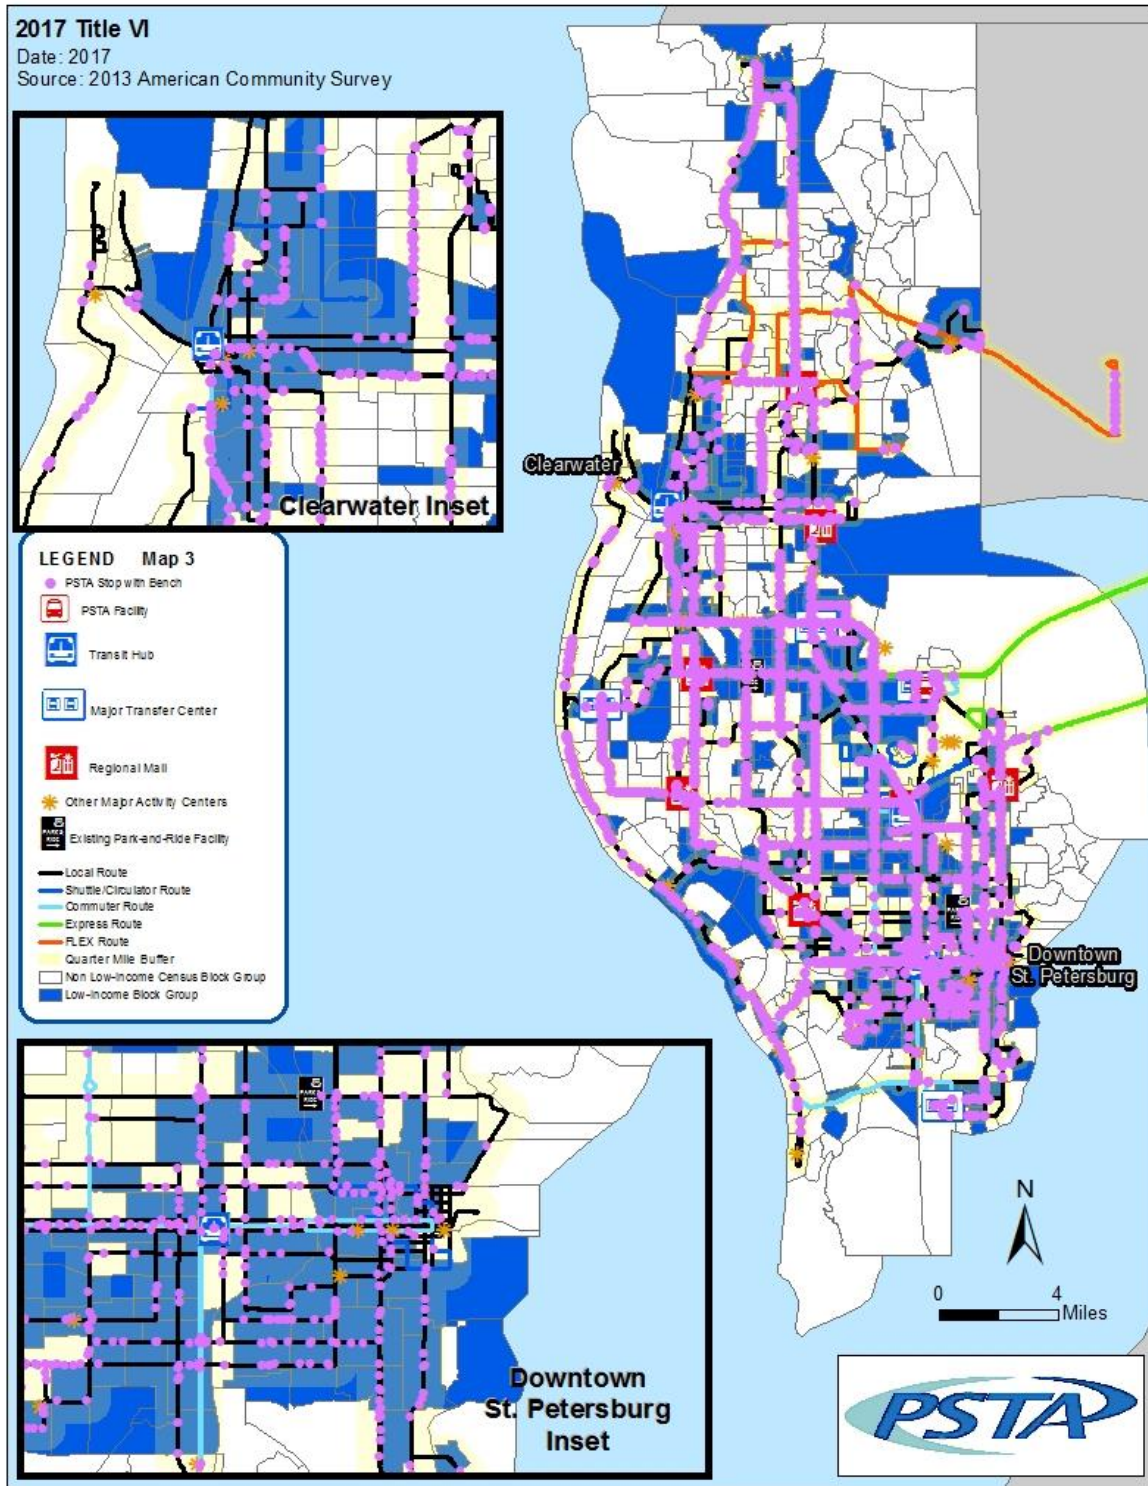 2017 Title VI
Date: 2017
Source: 2013 American Community Survey
Clearwater Inset
LEGEND Map 3
PSTA Stop with Bench
PSTA Facility
Transit Hub
Major Transfer Center
Regional Mall
Other Major Activity Centers
PARK &
RIDE
Existing Park-and-Ride Facility
Local Route
Shuttle/Circulator Route
Commuter Route
Express Route
FLEX Route
Quarter Mile Buffer
Non Low-Income Census Block Group
Low-Income Block Group
Clearwater
Downtown
St. Petersburg
N
0 4
Miles
Downtown
St. Petersburg
Inset
PSTA